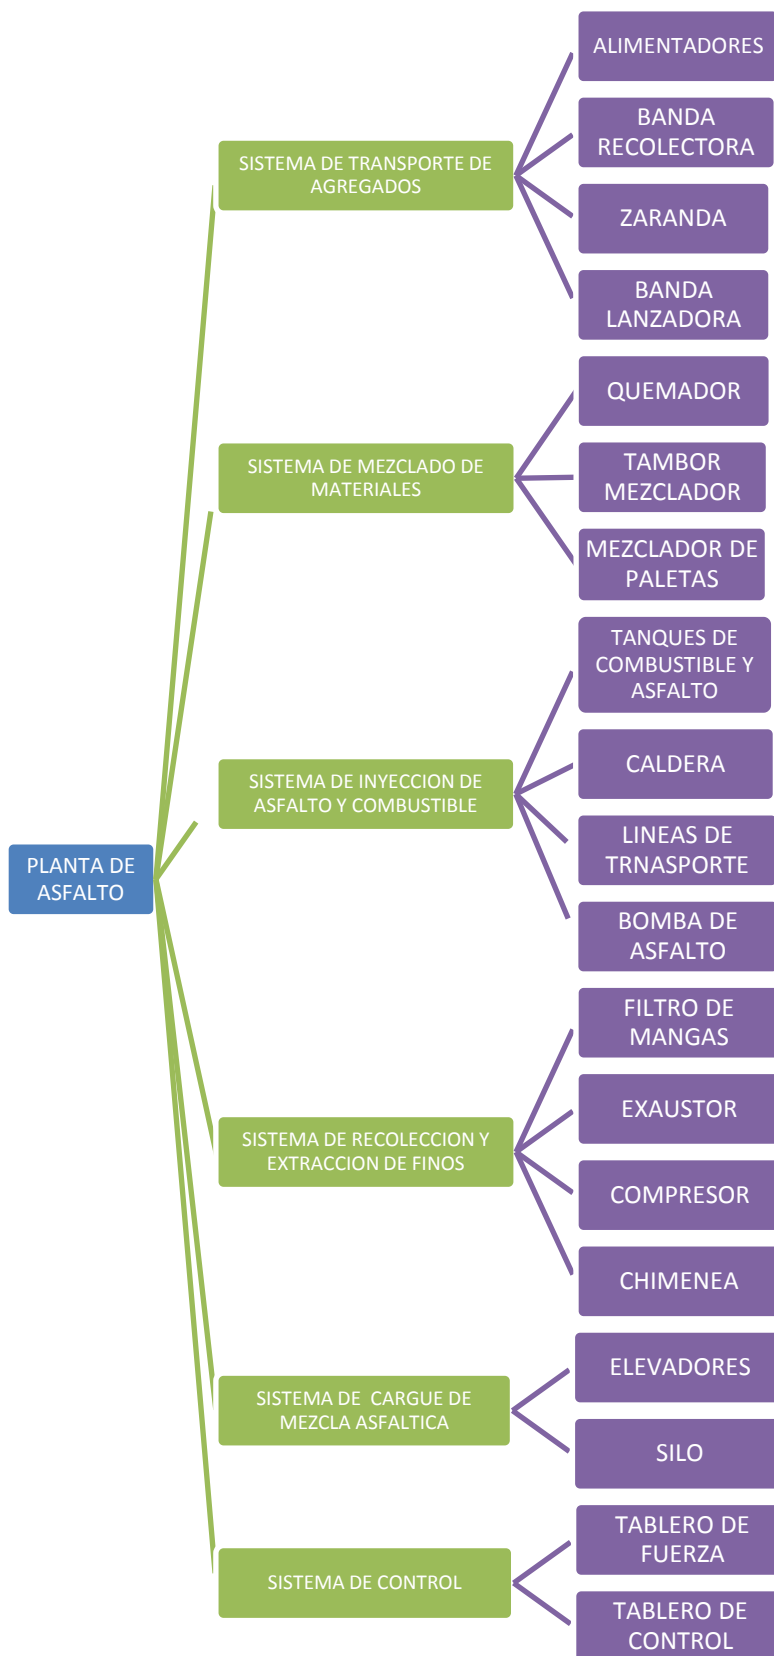 ALIMENTADORES
BANDA
RECOLECTORA
SISTEMA DE TRANSPORTE DE
AGREGADOS
ZARANDA
BANDA
LANZADORA
QUEMADOR
SISTEMA DE MEZCLADO DE
MATERIALES
TAMBOR
MEZCLADOR
MEZCLADOR DE
PALETAS
TANQUES DE
COMBUSTIBLE Y
ASFALTO
SISTEMA DE INYECCION DE
ASFALTO Y COMBUSTIBLE
CALDERA
LINEAS DE
TRNASPORTE
PLANTA DE
ASFALTO
BOMBA DE
ASFALTO
FILTRO DE
MANGAS
EXAUSTOR
SISTEMA DE RECOLECCION Y
EXTRACCION DE FINOS
COMPRESOR
CHIMENEA
ELEVADORES
SISTEMA DE  CARGUE DE
MEZCLA ASFALTICA
SILO
TABLERO DE
FUERZA
SISTEMA DE CONTROL
TABLERO DE
CONTROL